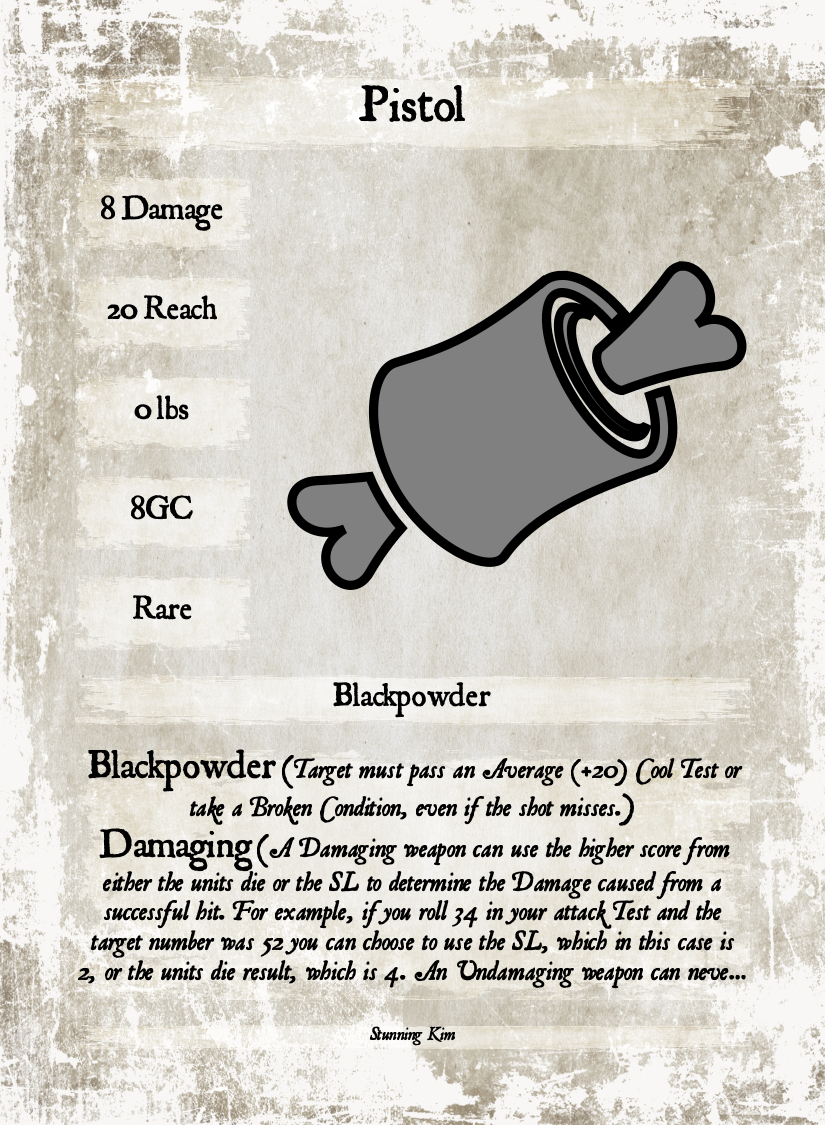 Pistol
8 Damage
20 Reach
0 lbs
8GC
Rare
Blackpowder
Blackpowder (Target must pass an Average (+20) Cool Test or
take a Broken Condition, even if the shot misses.)
Damaging (A Damaging weapon can use the higher score from
either the units die or the SL to determine the Damage caused from a
successful hit. For example, if you roll 34 in your attack Test and the
target number was 52 you can choose to use the SL, which in this case is
2, or the units die result, which is 4. An Undamaging weapon can neve...
Stunning Kim